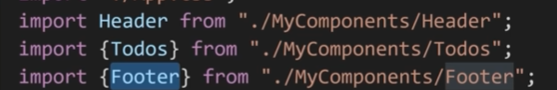 import Header from "./MyComponents/Header";
import {Todos} from "./MyComponents/Todos";
import {Footer} from "./MyComponents/Footer";